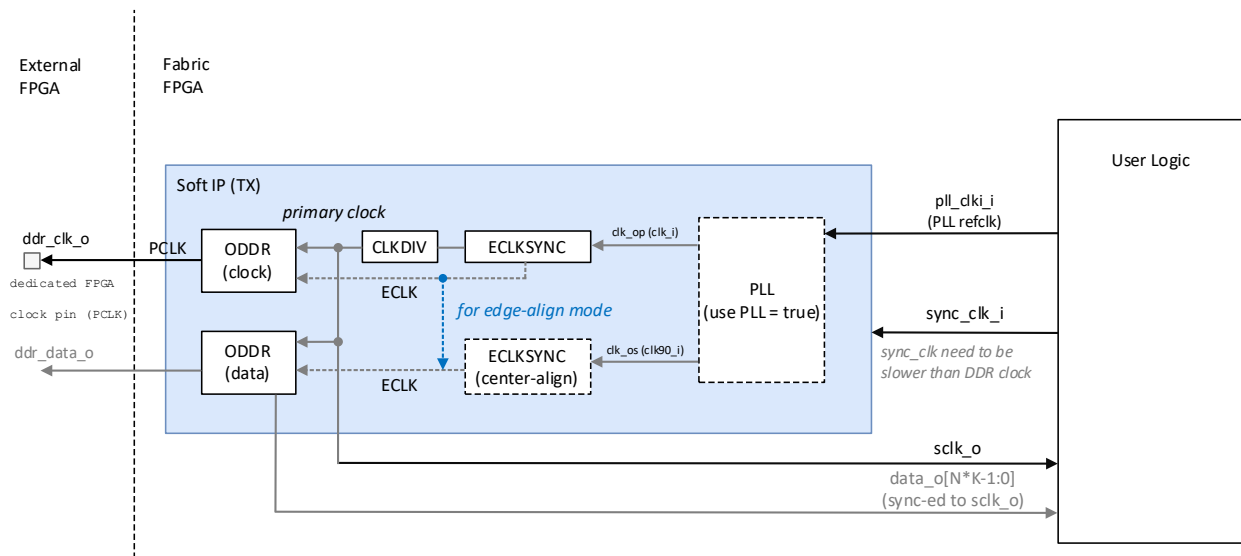 External
FPGA
Fabric
FPGA
User Logic
Soft IP (TX)
pll_clki_i
(PLL refclk)
primary clock
ddr_clk_o
PCLK
ODDR
(clock)
CLKDIV
ECLKSYNC
clk_op (clk_i)
dedicated FPGA
clock pin (PCLK)
ECLK
PLL
(use PLL = true)
for edge-align mode
sync_clk_i
ddr_data_o
ODDR
(data)
ECLK
ECLKSYNC
(center-align)
clk_os (clk90_i)
sync_clk need to be
slower than DDR clock
sclk_o
data_o[N*K-1:0]
(sync-ed to sclk_o)